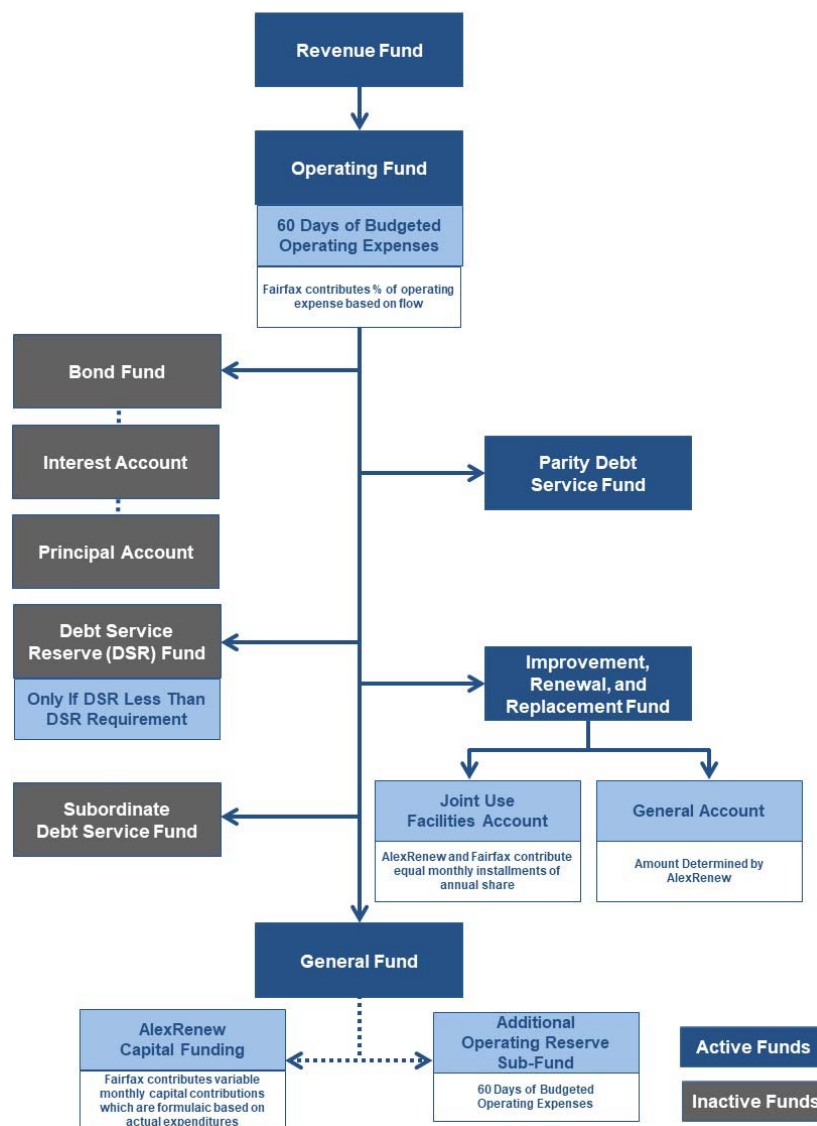 Revenue Fund
Operating Fund
60 Days of Budgeted
Operating Expenses
Fairfax contributes % of operating
expense based on flow
Bond Fund
Interest Account
Principal Account
Parity Debt
Service Fund
Debt Service
Reserve (DSR) Fund
Only If DSR Less Than
DSR Requirement
Improvement,
Renewal, and
Replacement Fund
Subordinate
Debt Service Fund
Joint Use
Facilities Account
AlexRenew and Fairfax contribute
equal monthly installments of
annual share
General Account
Amount Determined by
AlexRenew
General Fund
AlexRenew
Capital Funding
Fairfax contributes variable
monthly capital contributions
which are formulaic based on
actual expenditures
Additional
Operating Reserve
Sub-Fund
60 Days of Budgeted
Operating Expenses
Active Funds
Inactive Funds